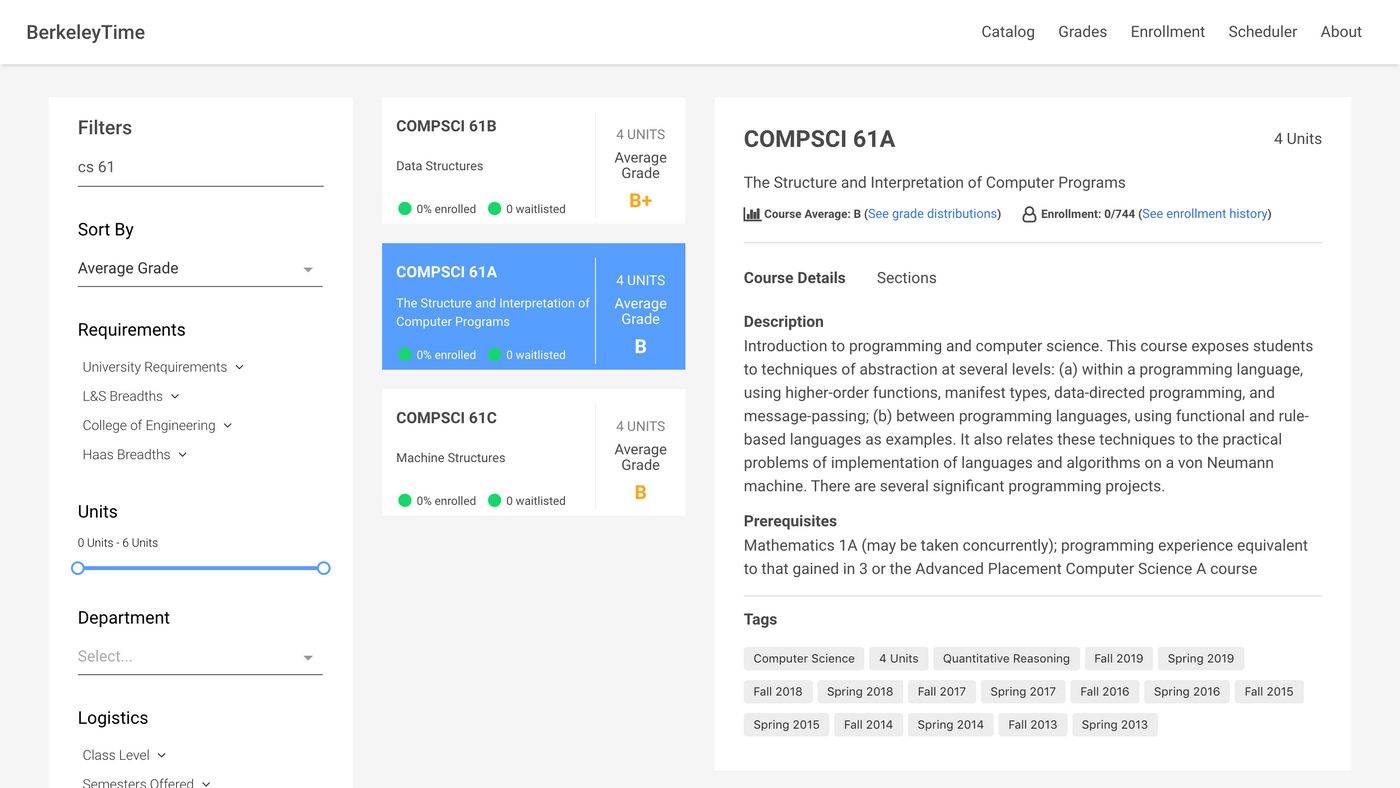 BerkeleyTime
Catalog Grades Enrollment Scheduler About
Filters
cs 61
Sort By
Average Grade
Requirements
University Requirements
L&S Breadths
College of Engineering
Haas Breadths
Units
0 Units - 6 Units
Department
Select...
Logistics
Class Level
Semesters Offered
COMPSCI 61B
Data Structures
0% enrolled 0 waitlisted
4 UNITS
Average
Grade
B+
COMPSCI 61A
The Structure and Interpretation of
Computer Programs
0% enrolled 0 waitlisted
4 UNITS
Average
Grade
B
COMPSCI 61C
Machine Structures
0% enrolled 0 waitlisted
4 UNITS
Average
Grade
B
COMPSCI 61A 4 Units
The Structure and Interpretation of Computer Programs
Course Average: B (See grade distributions) Enrollment: 0/744 (See enrollment history)
Course Details Sections
Description
Introduction to programming and computer science. This course exposes students
to techniques of abstraction at several levels: (a) within a programming language,
using higher-order functions, manifest types, data-directed programming, and
message-passing; (b) between programming languages, using functional and rule-
based languages as examples. It also relates these techniques to the practical
problems of implementation of languages and algorithms on a von Neumann
machine. There are several significant programming projects.
Prerequisites
Mathematics 1A (may be taken concurrently); programming experience equivalent
to that gained in 3 or the Advanced Placement Computer Science A course
Tags
Computer Science 4 Units Quantitative Reasoning Fall 2019 Spring 2019
Fall 2018 Spring 2018 Fall 2017 Spring 2017 Fall 2016 Spring 2016 Fall 2015
Spring 2015 Fall 2014 Spring 2014 Fall 2013 Spring 2013